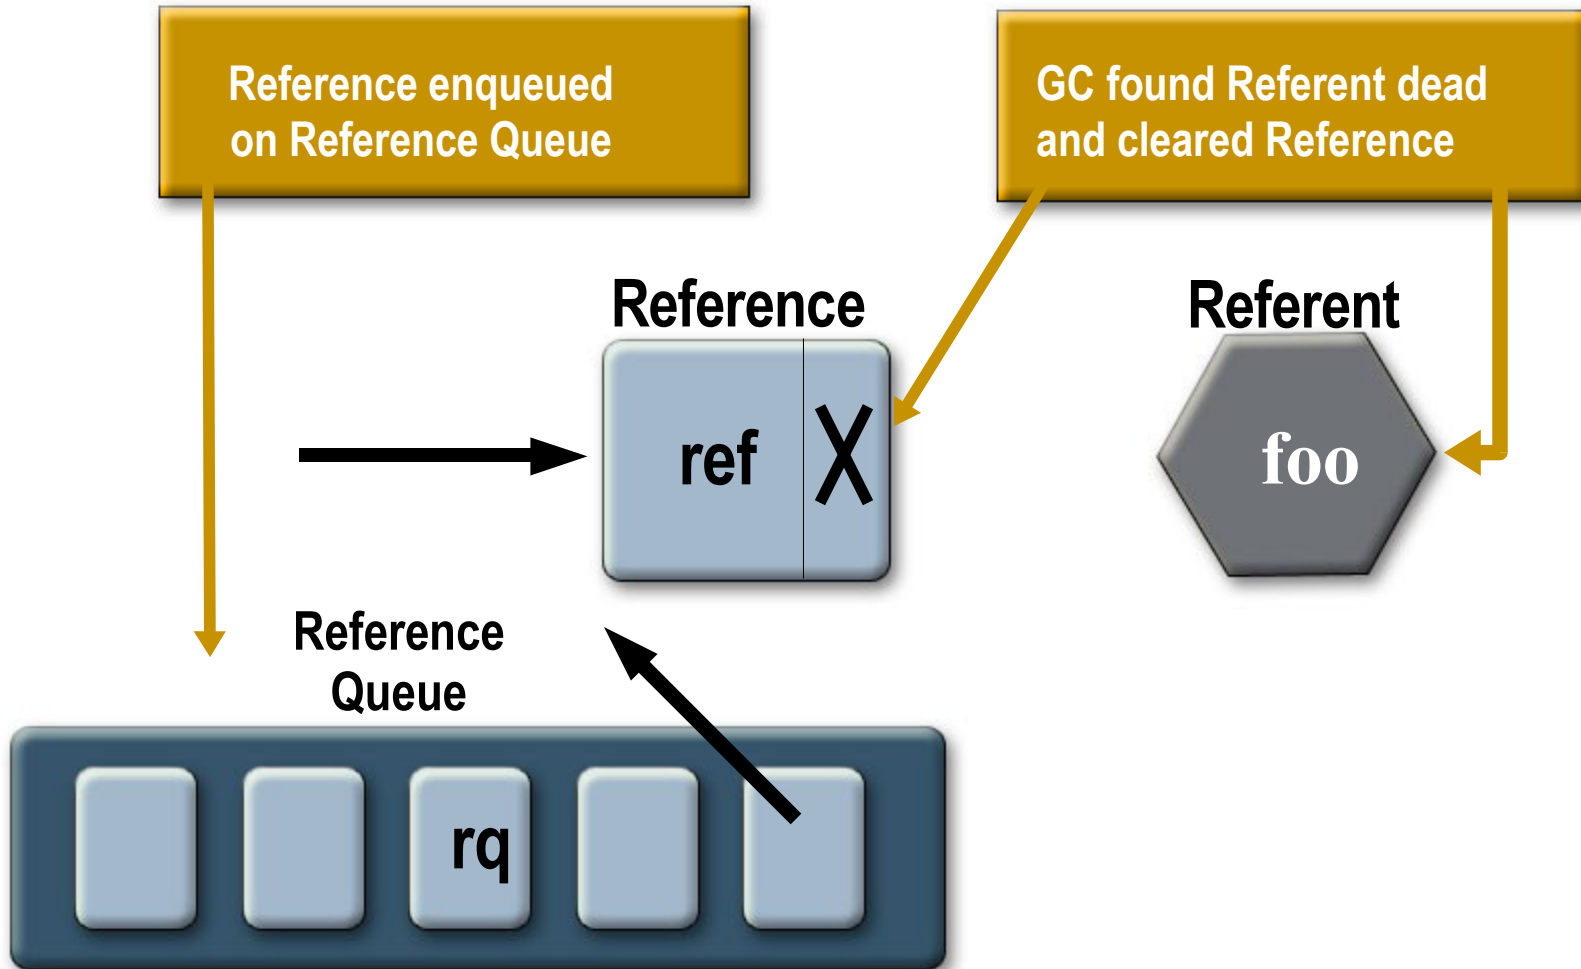 Reference enqueued
on Reference Queue
GC found Referent dead
and cleared Reference
Reference
Referent
ref
X
foo
Reference
Queue
rq